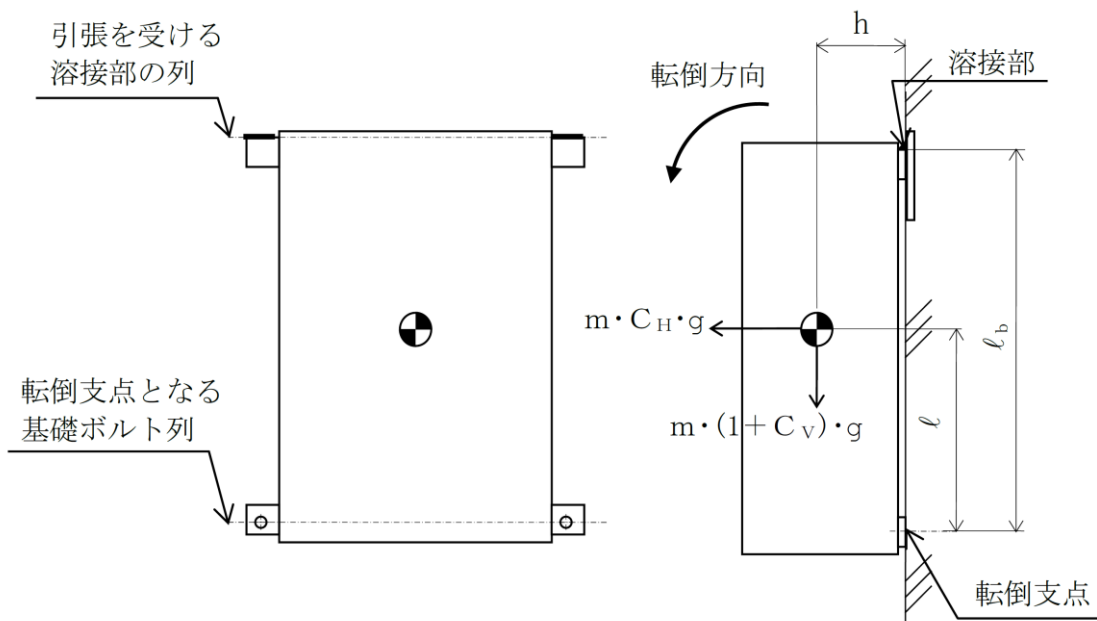 引張を受ける
溶接部の列
転倒支点となる
基礎ボルト列
h
転倒方向
溶接部
m・CH・g
m・(1+CV)・g
ℓ
ℓb
転倒支点